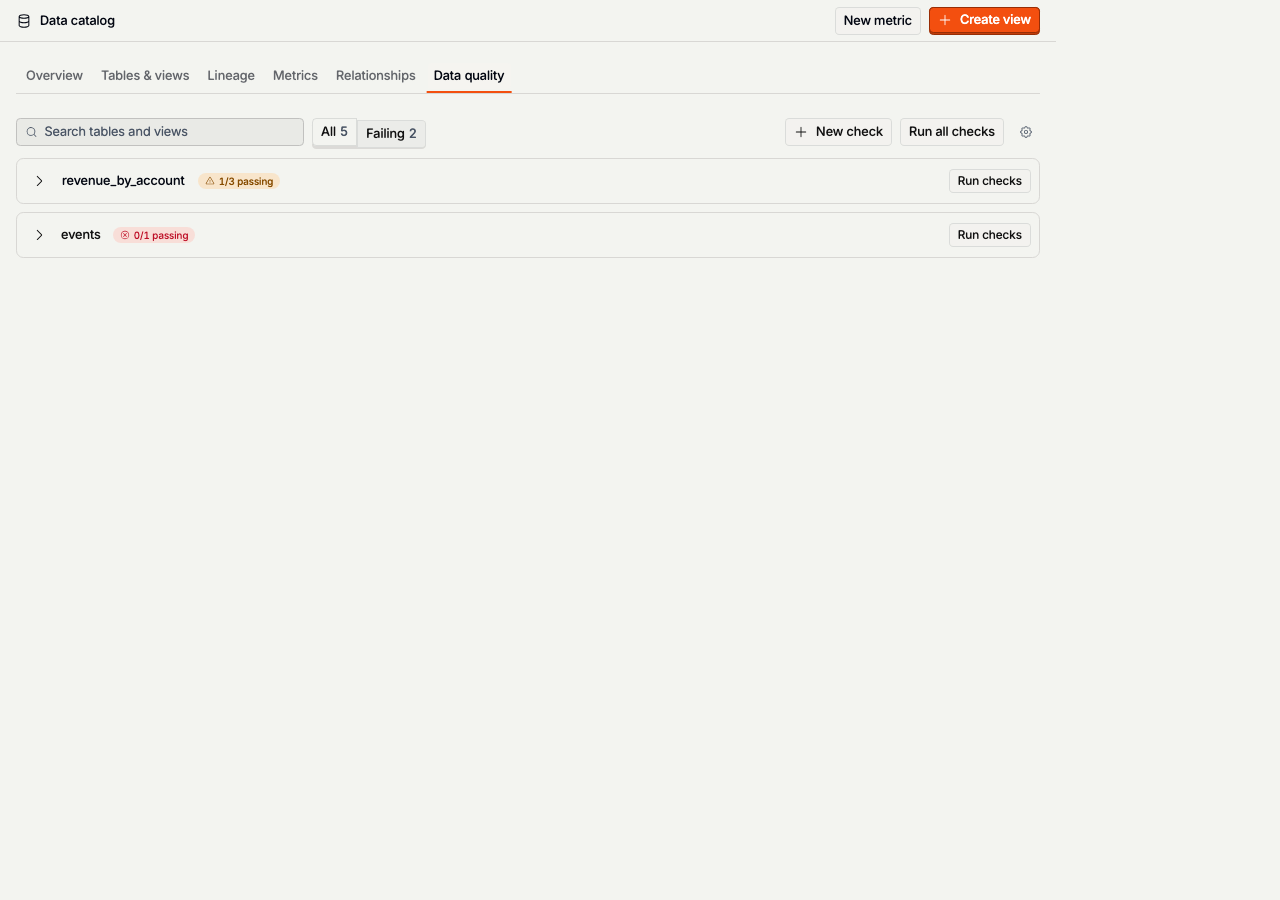 Data catalog
New metric
Create view
Overview Tables & views Lineage Metrics Relationships Data quality
Search tables and views
All 5
Failing 2
New check
Run all checks
revenue_by_account
1/3 passing
Run checks
events
0/1 passing
Run checks